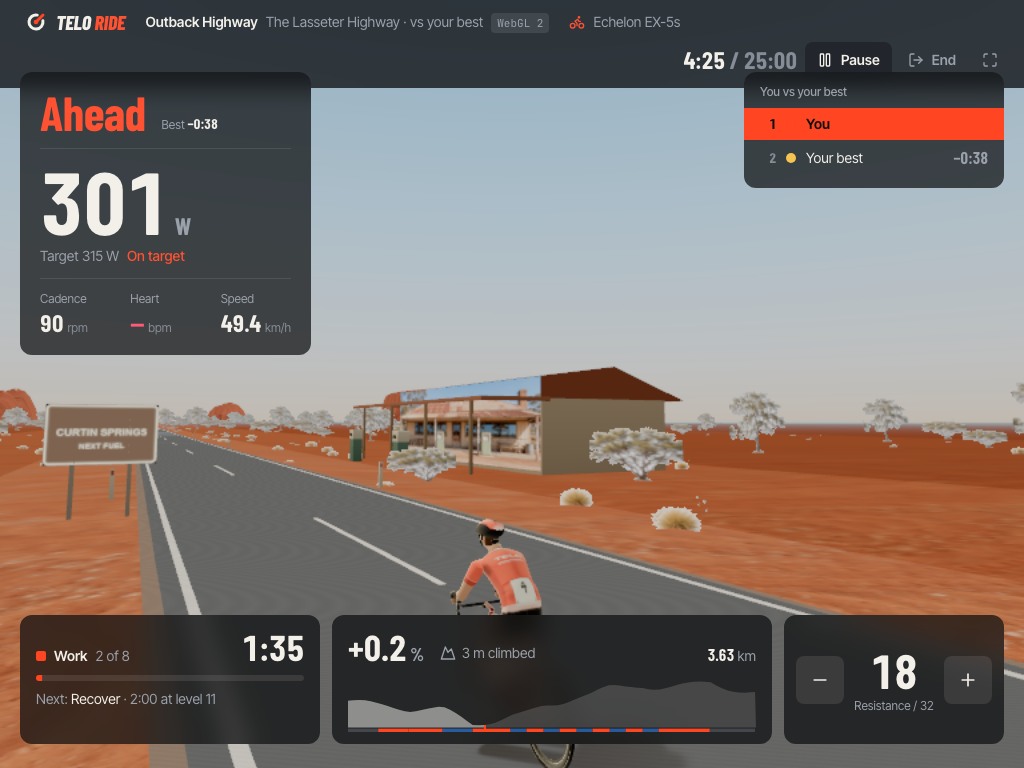 TELO RIDE Outback Highway The Lasseter Highway · vs your best WebGL 2 Echelon EX-5s
4:25 / 25:00 Pause End
Ahead Best −0:38
301 W
Target 315 W On target
Cadence Heart Speed
90 rpm — bpm 49.4 km/h
You vs your best
1 You
2 Your best −0:38
CURTIN SPRINGS
NEXT FUEL
4
Work 2 of 8 1:35
Next: Recover · 2:00 at level 11
+0.2 % 3 m climbed 3.63 km
− 18 +
Resistance / 32